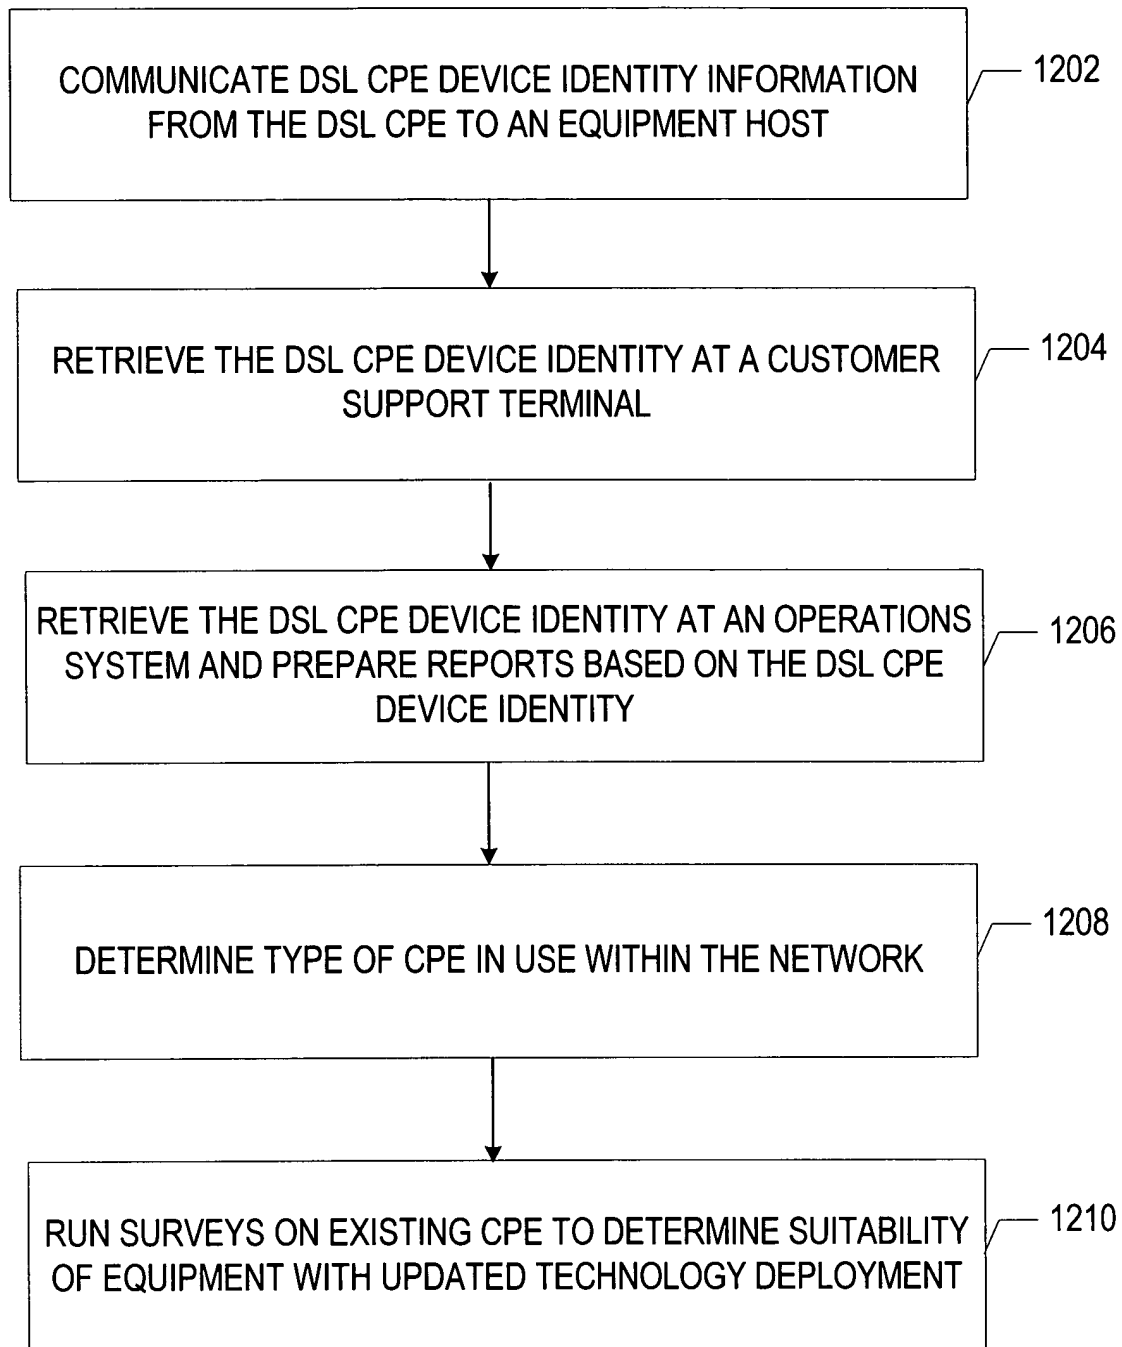 COMMUNICATE DSL CPE DEVICE IDENTITY INFORMATION
FROM THE DSL CPE TO AN EQUIPMENT HOST
1202
RETRIEVE THE DSL CPE DEVICE IDENTITY AT A CUSTOMER
SUPPORT TERMINAL
1204
RETRIEVE THE DSL CPE DEVICE IDENTITY AT AN OPERATIONS
SYSTEM AND PREPARE REPORTS BASED ON THE DSL CPE
DEVICE IDENTITY
1206
DETERMINE TYPE OF CPE IN USE WITHIN THE NETWORK
1208
RUN SURVEYS ON EXISTING CPE TO DETERMINE SUITABILITY
OF EQUIPMENT WITH UPDATED TECHNOLOGY DEPLOYMENT
1210